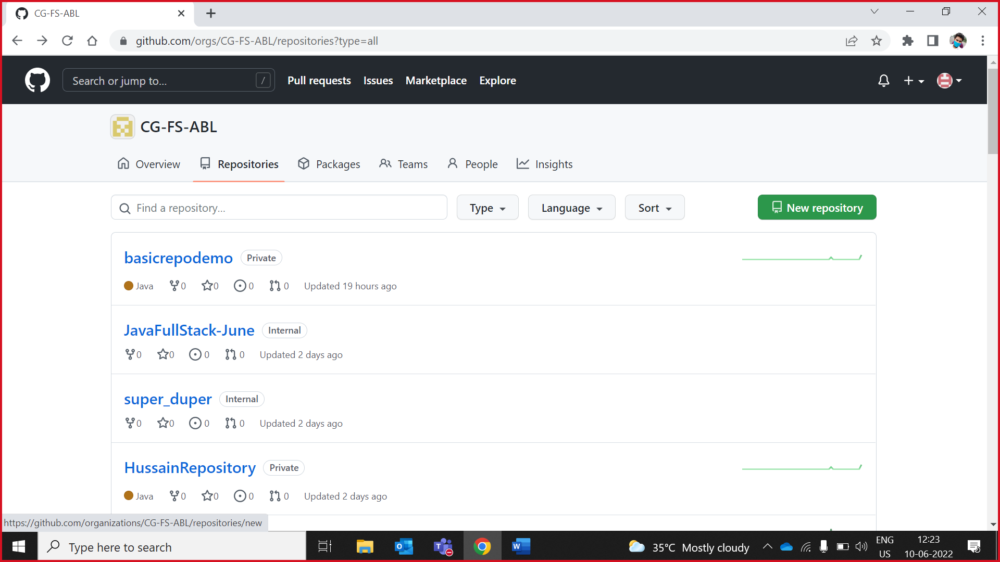 CG-FS-ABL
github.com/orgs/CG-FS-ABL/repositories?type=all
Search or jump to... /
Pull requests Issues Marketplace Explore
CG-FS-ABL
Overview Repositories Packages Teams People Insights
Find a repository... Type Language Sort New repository
basicrepodemo Private
Java 0 0 0 0 Updated 19 hours ago
JavaFullStack-June Internal
0 0 0 0 Updated 2 days ago
super_duper Internal
0 0 0 0 Updated 2 days ago
HussainRepository Private
Java 0 0 0 0 Updated 2 days ago
https://github.com/organizations/CG-FS-ABL/repositories/new
Type here to search
35°C Mostly cloudy
ENG
US
12:23
10-06-2022